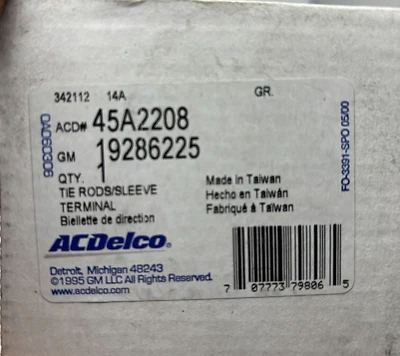 342112 14A GR.
ACD# 45A2208
GM 19286225
QTY. 1
TIE RODS/SLEEVE
TERMINAL
Biellette de direction
Made in Taiwan
Hecho en Taiwán
Fabriqué à Taïwan
ACDelco®
Detroit, Michigan 48243
©1995 GM LLC All Rights Reserved.
www.acdelco.com
7 07773 79806 5
0A060308
FO-3391-SPO 05/00